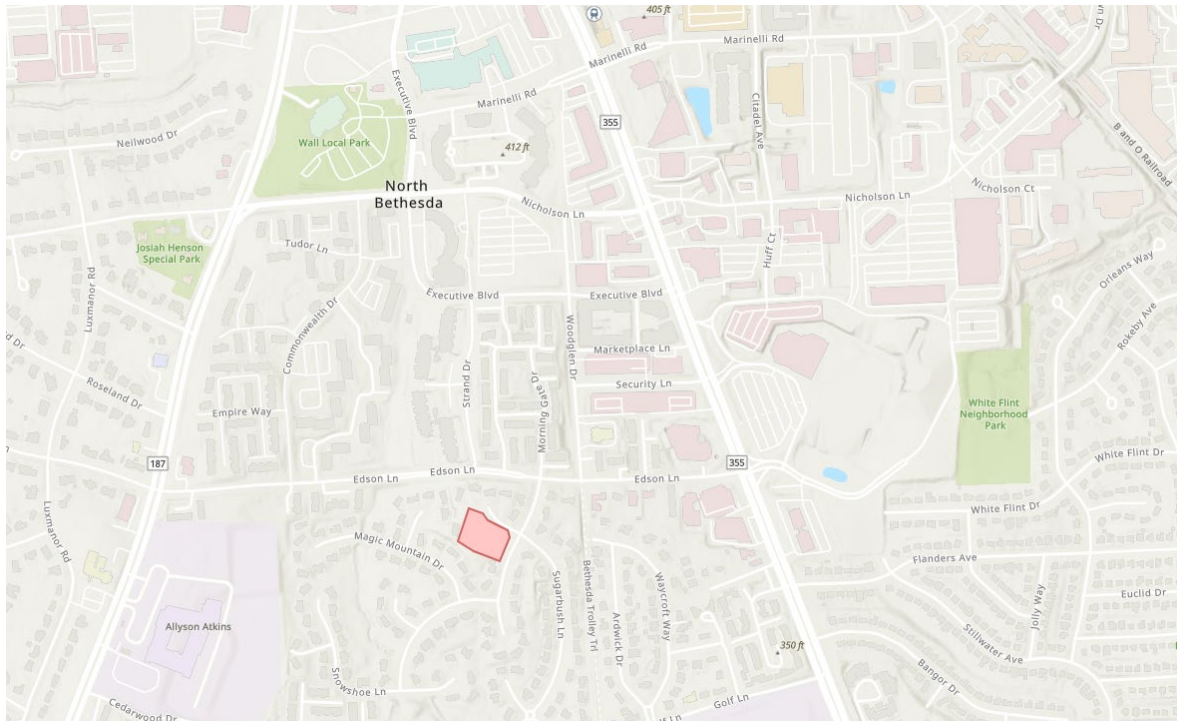 405 ft
Marinelli Rd
Marinelli Rd
Executive Blvd
355
Citadel Ave
Marinelli Rd
Neilwood Dr
Wall Local Park
412 ft
B and O Railroad
North
Bethesda
Nicholson Ln
Nicholson Ln
Nicholson Ct
Josiah Henson
Special Park
Tudor Ln
Huff Ct
Orleans Way
Luxmanor Rd
Executive Blvd
Executive Blvd
Commonwealth Dr
Woodglen Dr
Rokeby Ave
Marketplace Ln
Roseland Dr
Strand Dr
Morning Gate Dr
Security Ln
Empire Way
White Flint
Neighborhood
Park
White Flint Dr
187
Edson Ln
Edson Ln
Edson Ln
355
White Flint Dr
Luxmanor Rd
Magic Mountain Dr
Flanders Ave
Sugarbush Ln
Bethesda Trolley Trl
Ardwick Dr
Waycroft Way
Jolly Way
Euclid Dr
Allyson Atkins
350 ft
Stillwater Ave
Snowshoe Ln
Bangor Dr
Cedarwood Dr
Golf Ln